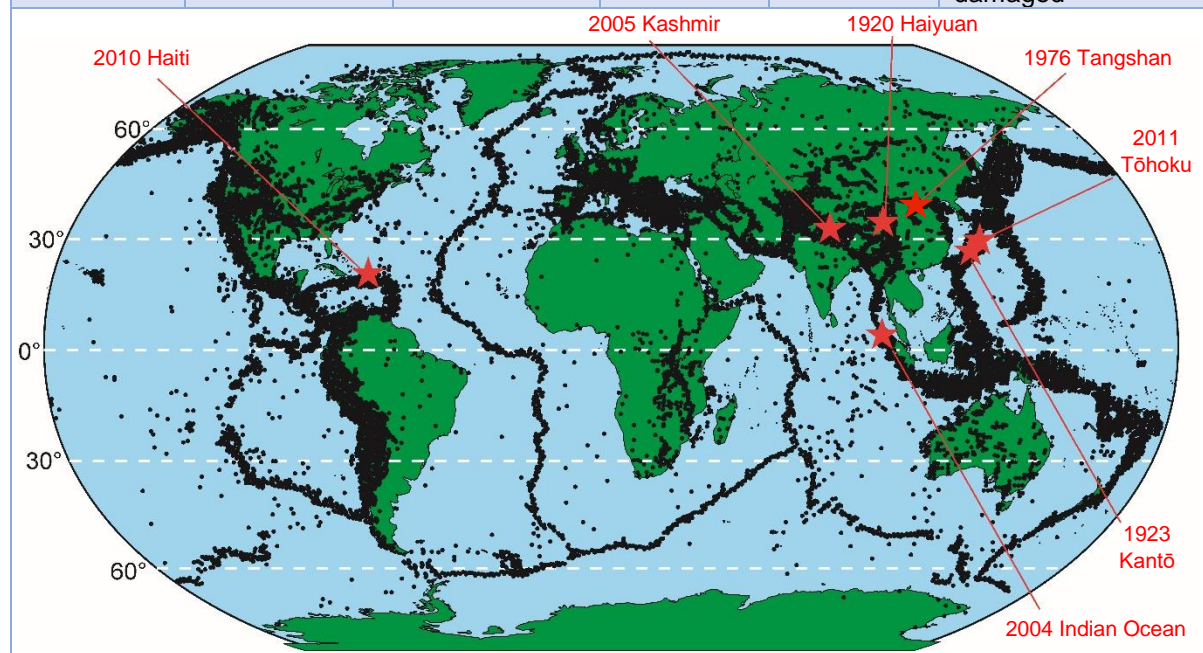 damaged
2005 Kashmir
1920 Haiyuan
2010 Haiti
1976 Tangshan
60°
2011
Tōhoku
30°
0°
30°
1923
Kantō
60°
2004 Indian Ocean